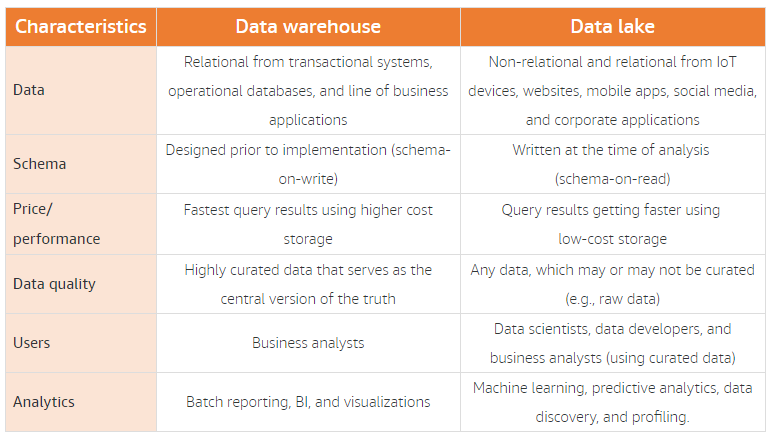 Characteristics Data warehouse Data lake
Data
Relational from transactional systems,
operational databases, and line of business
applications
Non-relational and relational from IoT
devices, websites, mobile apps, social media,
and corporate applications
Schema
Designed prior to implementation (schema-
on-write)
Written at the time of analysis
(schema-on-read)
Price/
performance
Fastest query results using higher cost
storage
Query results getting faster using
low-cost storage
Data quality
Highly curated data that serves as the
central version of the truth
Any data, which may or may not be curated
(e.g., raw data)
Users
Business analysts
Data scientists, data developers, and
business analysts (using curated data)
Analytics
Batch reporting, BI, and visualizations
Machine learning, predictive analytics, data
discovery, and profiling.